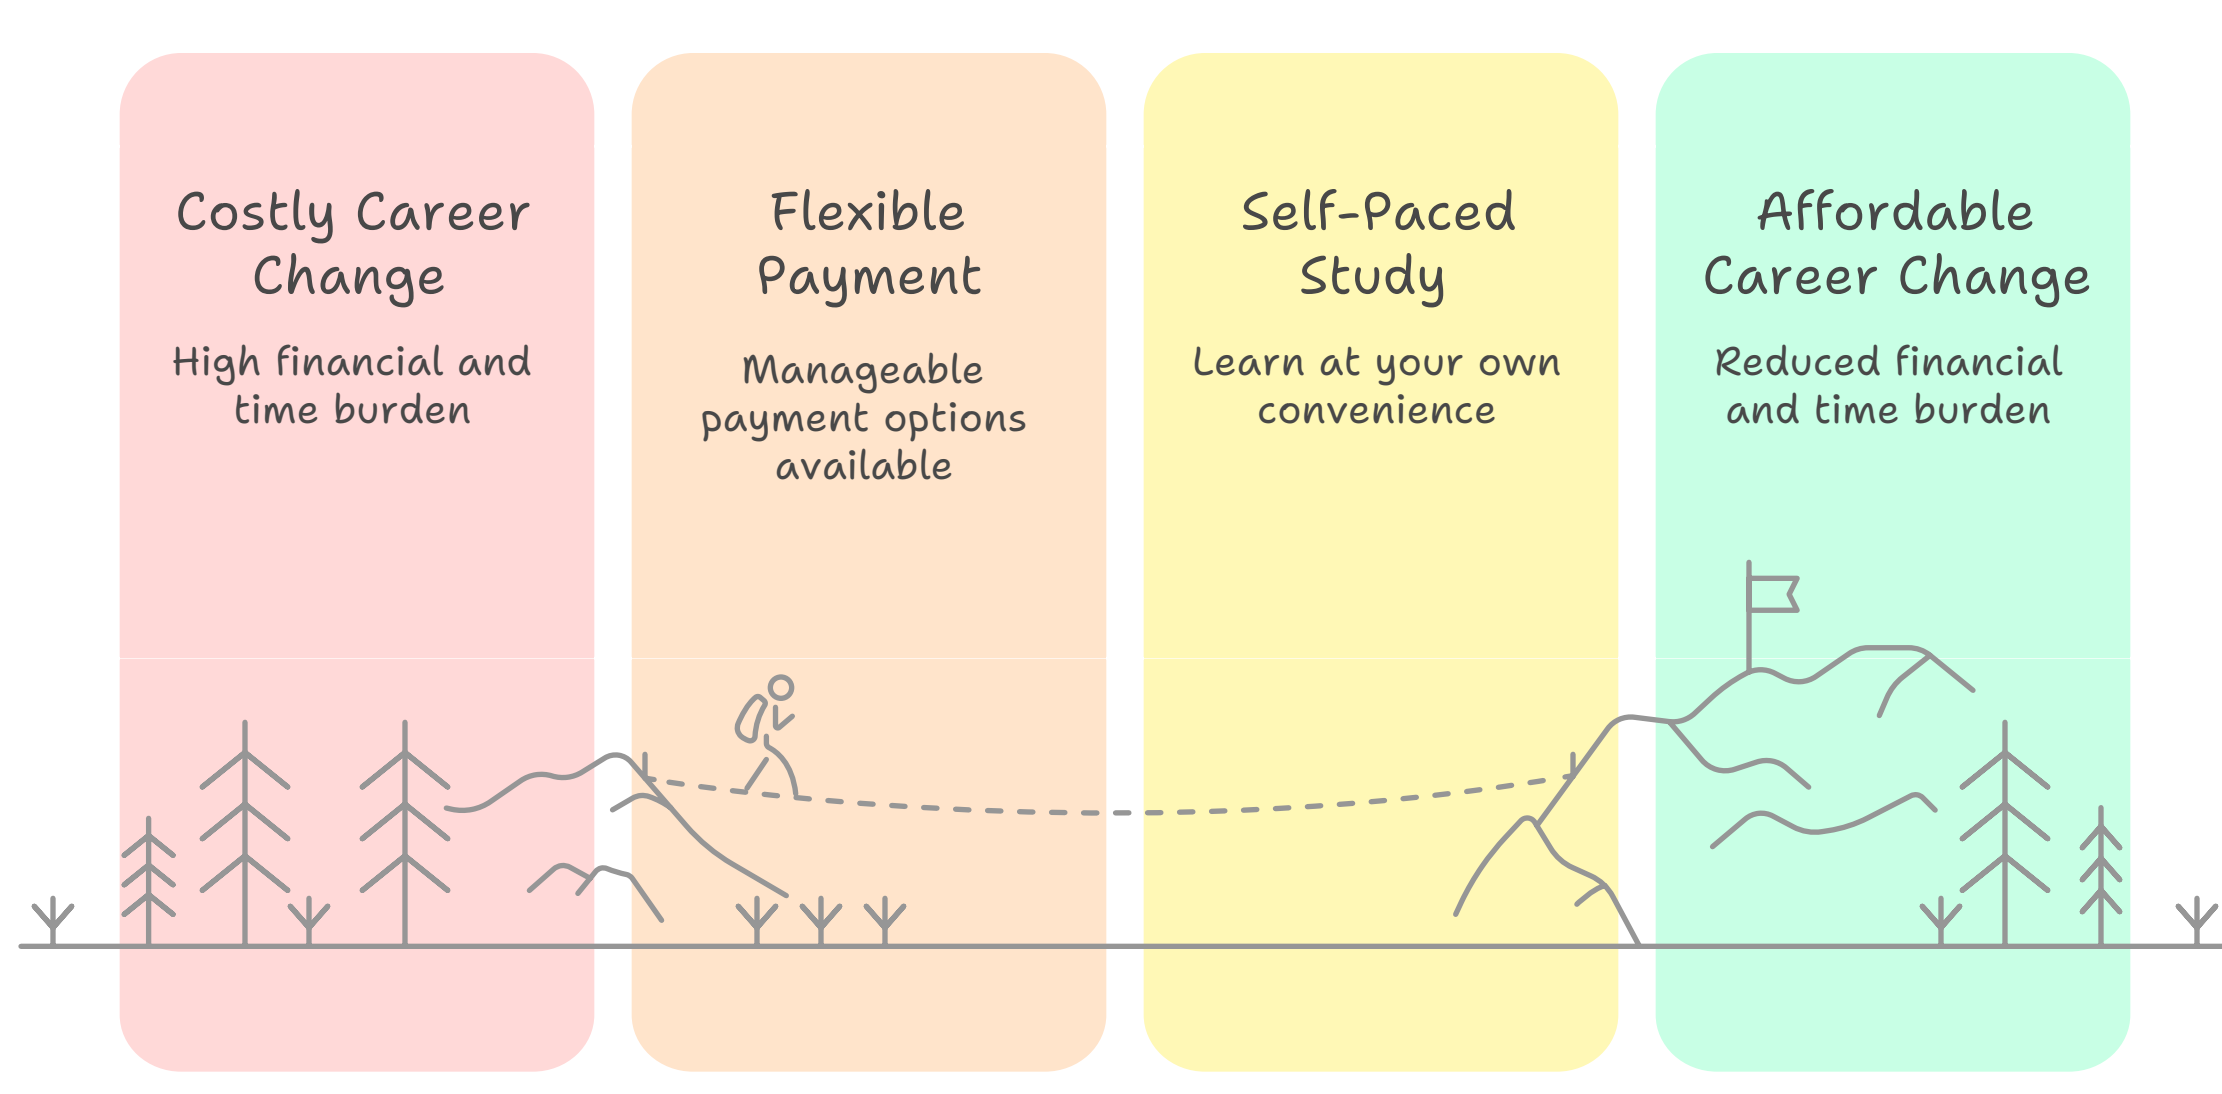 Costly Career
Change
High financial and
time burden
Flexible
Payment
Manageable
payment options
available
Self-Paced
Study
Learn at your own
convenience
Affordable
Career Change
Reduced financial
and time burden